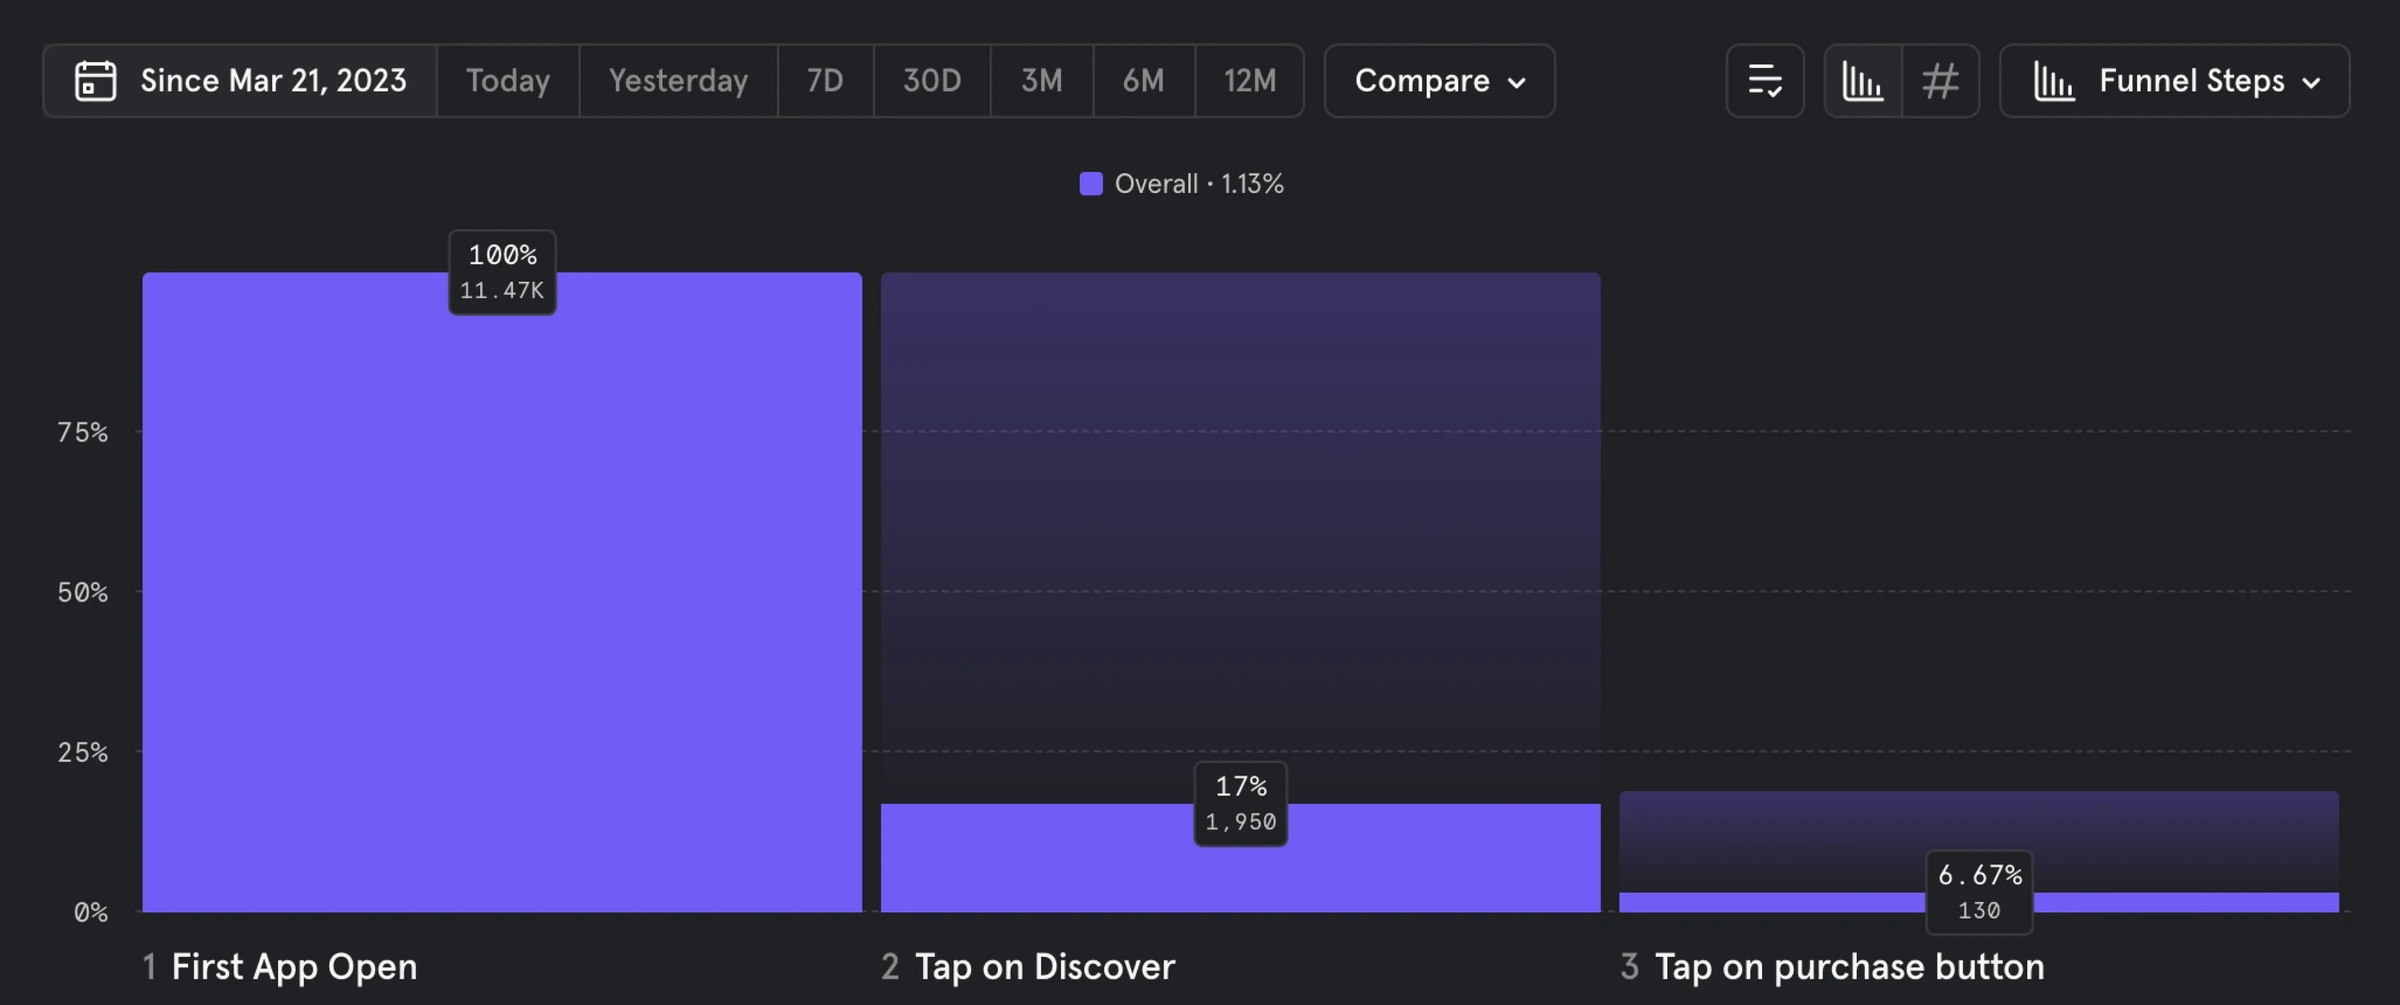 Since Mar 21, 2023 Today Yesterday 7D 30D 3M 6M 12M Compare Funnel Steps
Overall · 1.13%
100%
11.47K
75%
50%
25%
17%
1,950
6.67%
130
0%
1 First App Open
2 Tap on Discover
3 Tap on purchase button